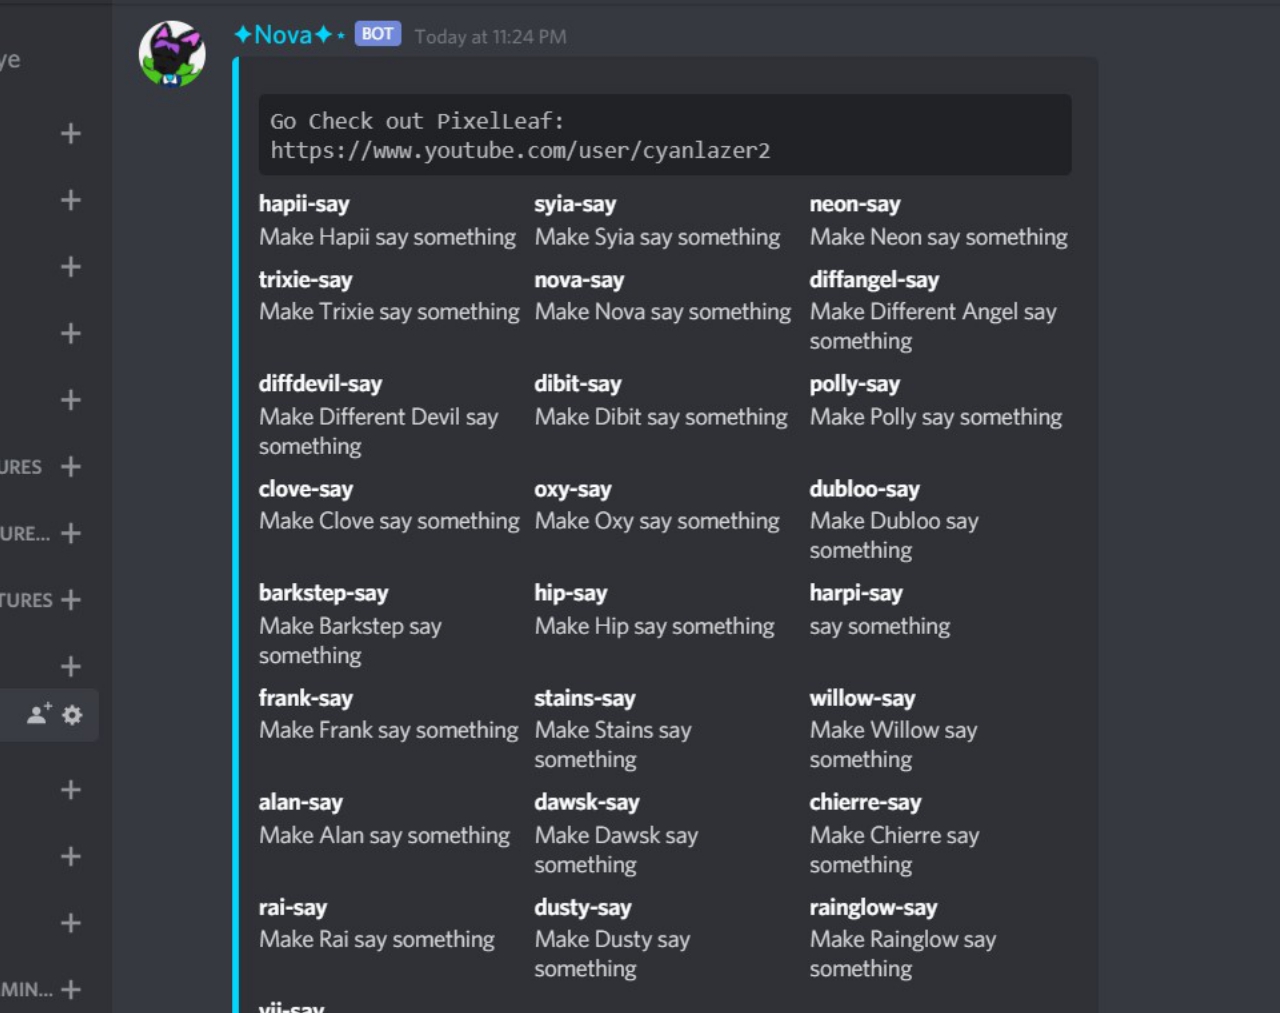 ✦Nova✦⋆ BOT Today at 11:24 PM
ye
Go Check out PixelLeaf:
https://www.youtube.com/user/cyanlazer2
hapii-say syia-say neon-say
Make Hapii say something Make Syia say something Make Neon say something
trixie-say nova-say diffangel-say
Make Trixie say something Make Nova say something Make Different Angel say
something
diffdevil-say dibit-say polly-say
Make Different Devil say Make Dibit say something Make Polly say something
something
URES
clove-say oxy-say dubloo-say
Make Clove say something Make Oxy say something Make Dubloo say
URE...
something
barkstep-say hip-say harpi-say
TURES
Make Barkstep say Make Hip say something say something
something
frank-say stains-say willow-say
Make Frank say something Make Stains say Make Willow say
something something
alan-say dawsk-say chierre-say
Make Alan say something Make Dawsk say Make Chierre say
something something
rai-say dusty-say rainglow-say
Make Rai say something Make Dusty say Make Rainglow say
something something
MIN...